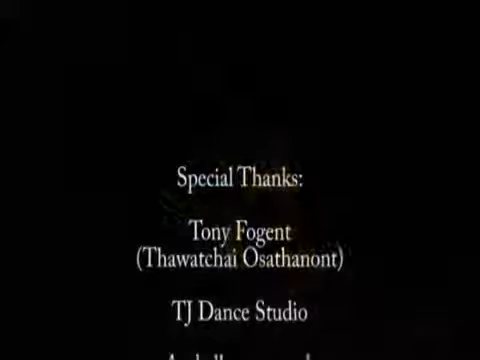 Special Thanks:
Tony Fogent
(Thawatchai Osathanont)
TJ Dance Studio